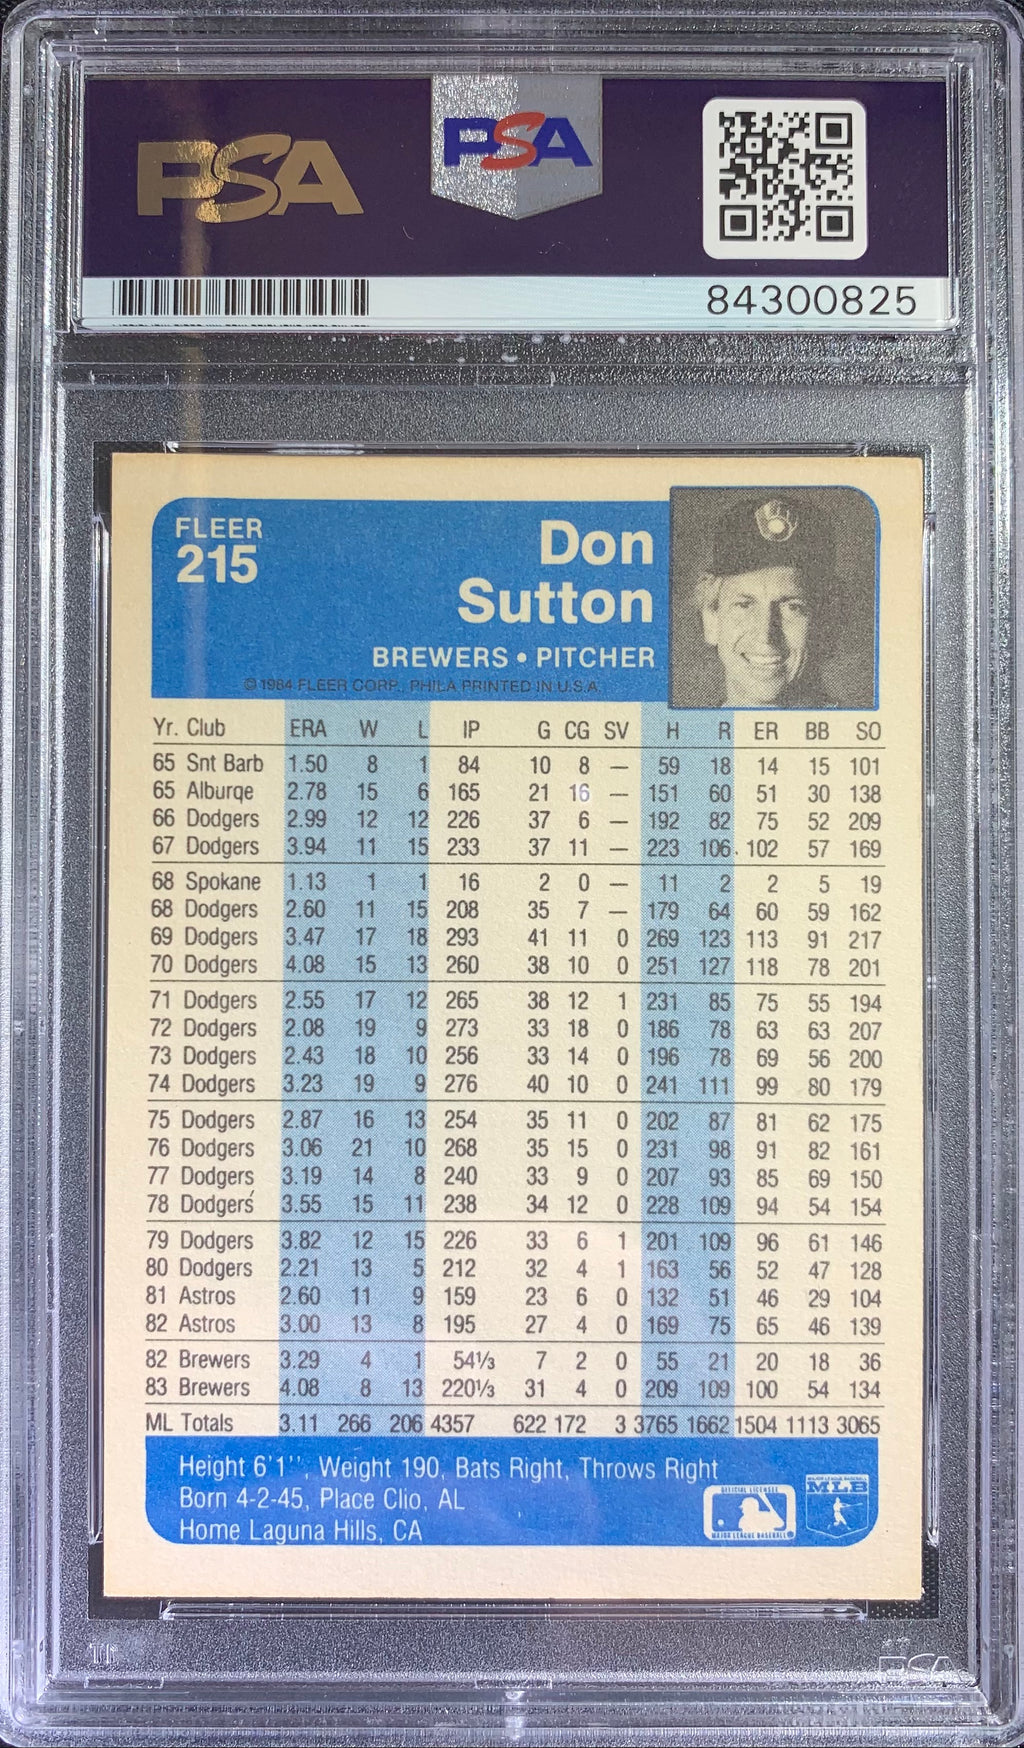 PSA
PSA
84300825
FLEER
215
Don
Sutton
BREWERS • PITCHER
© 1984 FLEER CORP., PHILA PRINTED IN U.S.A.
Yr. Club ERA W L IP G CG SV H R ER BB SO
65 Snt Barb 1.50 8 1 84 10 8 — 59 18 14 15 101
65 Alburqe 2.78 15 6 165 21 16 — 151 60 51 30 138
66 Dodgers 2.99 12 12 226 37 6 — 192 82 75 52 209
67 Dodgers 3.94 11 15 233 37 11 — 223 106 102 57 169
68 Spokane 1.13 1 1 16 2 0 — 11 2 2 5 19
68 Dodgers 2.60 11 15 208 35 7 — 179 64 60 59 162
69 Dodgers 3.47 17 18 293 41 11 0 269 123 113 91 217
70 Dodgers 4.08 15 13 260 38 10 0 251 127 118 78 201
71 Dodgers 2.55 17 12 265 38 12 1 231 85 75 55 194
72 Dodgers 2.08 19 9 273 33 18 0 186 78 63 63 207
73 Dodgers 2.43 18 10 256 33 14 0 196 78 69 56 200
74 Dodgers 3.23 19 9 276 40 10 0 241 111 99 80 179
75 Dodgers 2.87 16 13 254 35 11 0 202 87 81 62 175
76 Dodgers 3.06 21 10 268 35 15 0 231 98 91 82 161
77 Dodgers 3.19 14 8 240 33 9 0 207 93 85 69 150
78 Dodgers 3.55 15 11 238 34 12 0 228 109 94 54 154
79 Dodgers 3.82 12 15 226 33 6 1 201 109 96 61 146
80 Dodgers 2.21 13 5 212 32 4 1 163 56 52 47 128
81 Astros 2.60 11 9 159 23 6 0 132 51 46 29 104
82 Astros 3.00 13 8 195 27 4 0 169 75 65 46 139
82 Brewers 3.29 4 1 54⅓ 7 2 0 55 21 20 18 36
83 Brewers 4.08 8 13 220⅓ 31 4 0 209 109 100 54 134
ML Totals 3.11 266 206 4357 622 172 3 3765 1662 1504 1113 3065
Height 6'1'', Weight 190, Bats Right, Throws Right
Born 4-2-45, Place Clio, AL
Home Laguna Hills, CA
OFFICIAL LICENSEE
MAJOR LEAGUE BASEBALL
MAJOR LEAGUE BASEBALL
MLB
PSA